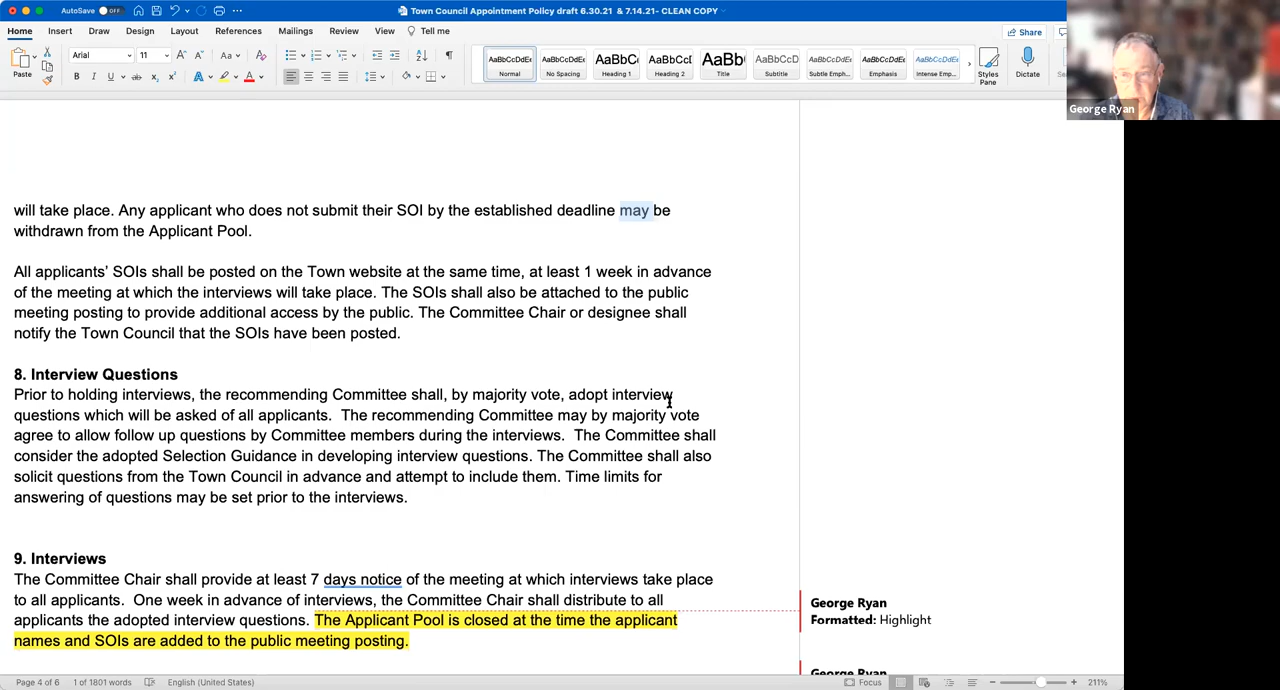 AutoSave OFF
Town Council Appointment Policy draft 6.30.21 & 7.14.21- CLEAN COPY
Home Insert Draw Design Layout References Mailings Review View Tell me
Share
Paste
Arial 11
Aa
AaBbCcDdEe AaBbCcDdEe AaBbC AaBbCcD AaBb AaBbCcD AaBbCcDdEe AaBbCcDdEe AaBbCcDdEe
Normal No Spacing Heading 1 Heading 2 Title Subtitle Subtle Emph... Emphasis Intense Emp...
Styles Pane
Dictate
George Ryan
will take place. Any applicant who does not submit their SOI by the established deadline may be
withdrawn from the Applicant Pool.
All applicants' SOIs shall be posted on the Town website at the same time, at least 1 week in advance
of the meeting at which the interviews will take place. The SOIs shall also be attached to the public
meeting posting to provide additional access by the public. The Committee Chair or designee shall
notify the Town Council that the SOIs have been posted.
8. Interview Questions
Prior to holding interviews, the recommending Committee shall, by majority vote, adopt interview
questions which will be asked of all applicants.  The recommending Committee may by majority vote
agree to allow follow up questions by Committee members during the interviews.  The Committee shall
consider the adopted Selection Guidance in developing interview questions. The Committee shall also
solicit questions from the Town Council in advance and attempt to include them. Time limits for
answering of questions may be set prior to the interviews.
9. Interviews
The Committee Chair shall provide at least 7 days notice of the meeting at which interviews take place
to all applicants.  One week in advance of interviews, the Committee Chair shall distribute to all
applicants the adopted interview questions. The Applicant Pool is closed at the time the applicant
names and SOIs are added to the public meeting posting.
George Ryan
Formatted: Highlight
George Ryan
Page 4 of 6 1 of 1801 words English (United States) Focus 211%